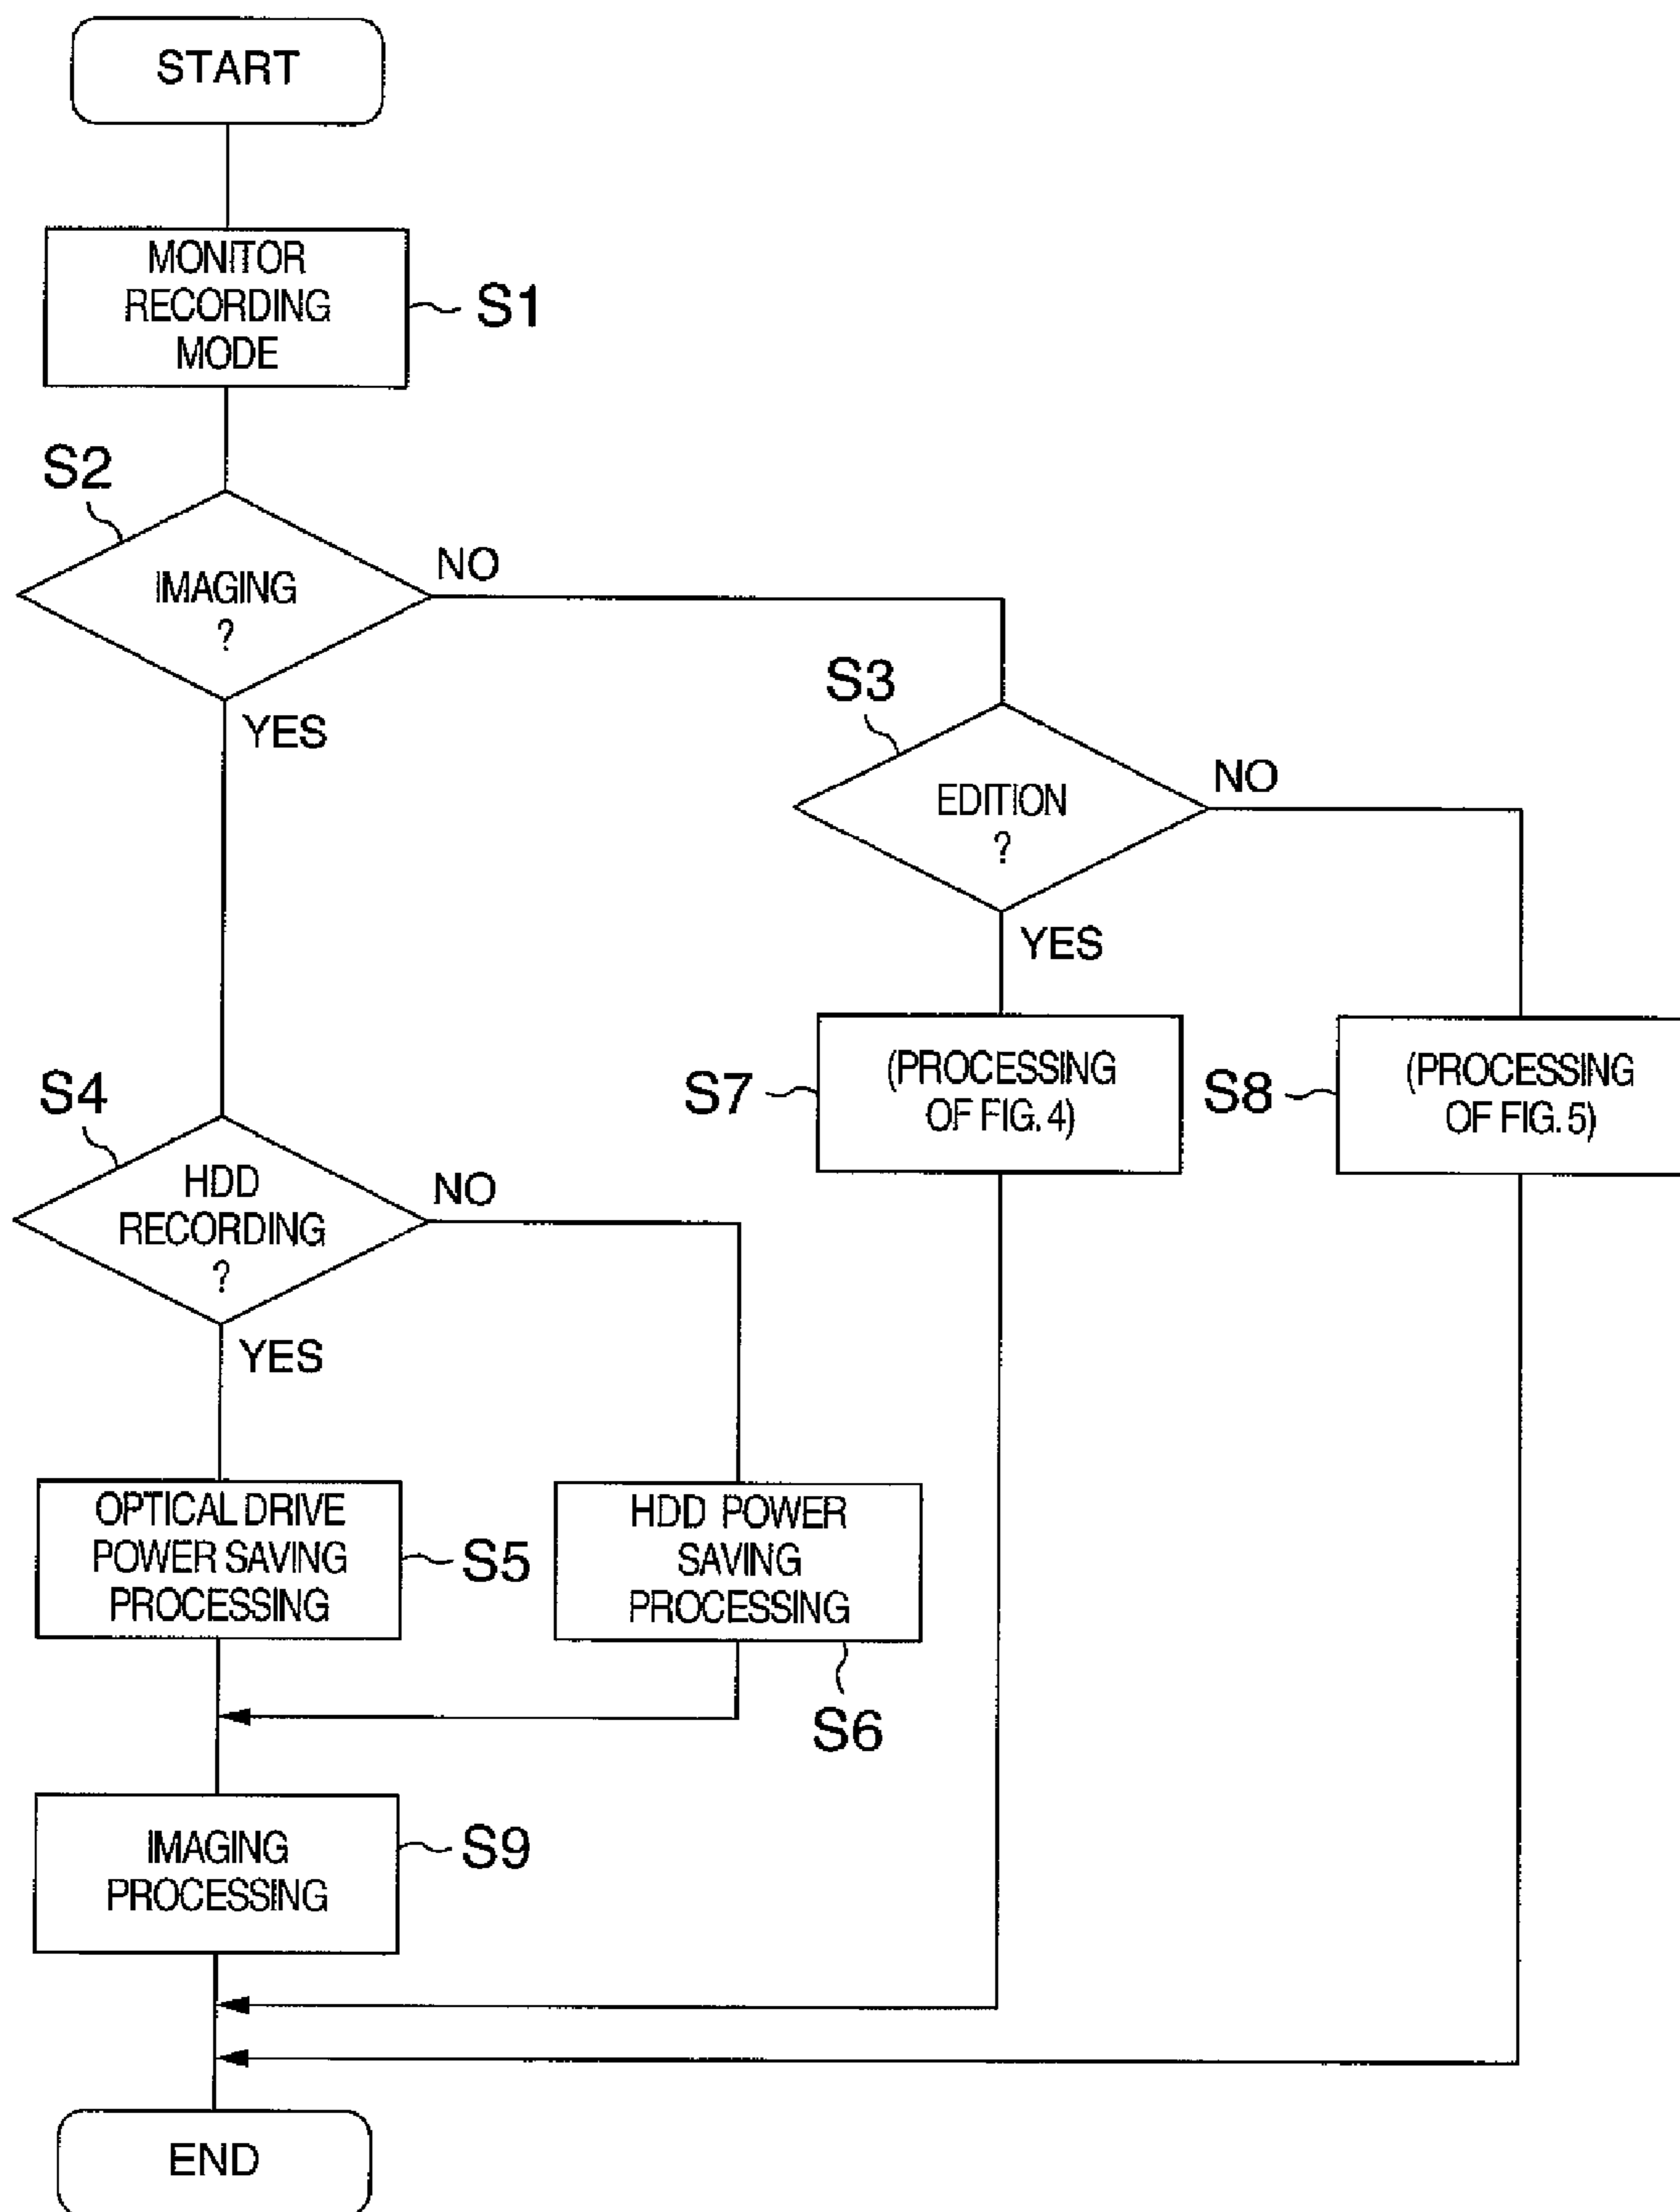 START
MONITOR
RECORDING
MODE
S1
S2
IMAGING
?
NO
YES
S3
EDITION
?
NO
YES
S4
HDD
RECORDING
?
NO
YES
S7
(PROCESSING
OF FIG. 4)
S8
(PROCESSING
OF FIG. 5)
OPTICAL DRIVE
POWER SAVING
PROCESSING
S5
HDD POWER
SAVING
PROCESSING
S6
IMAGING
PROCESSING
S9
END